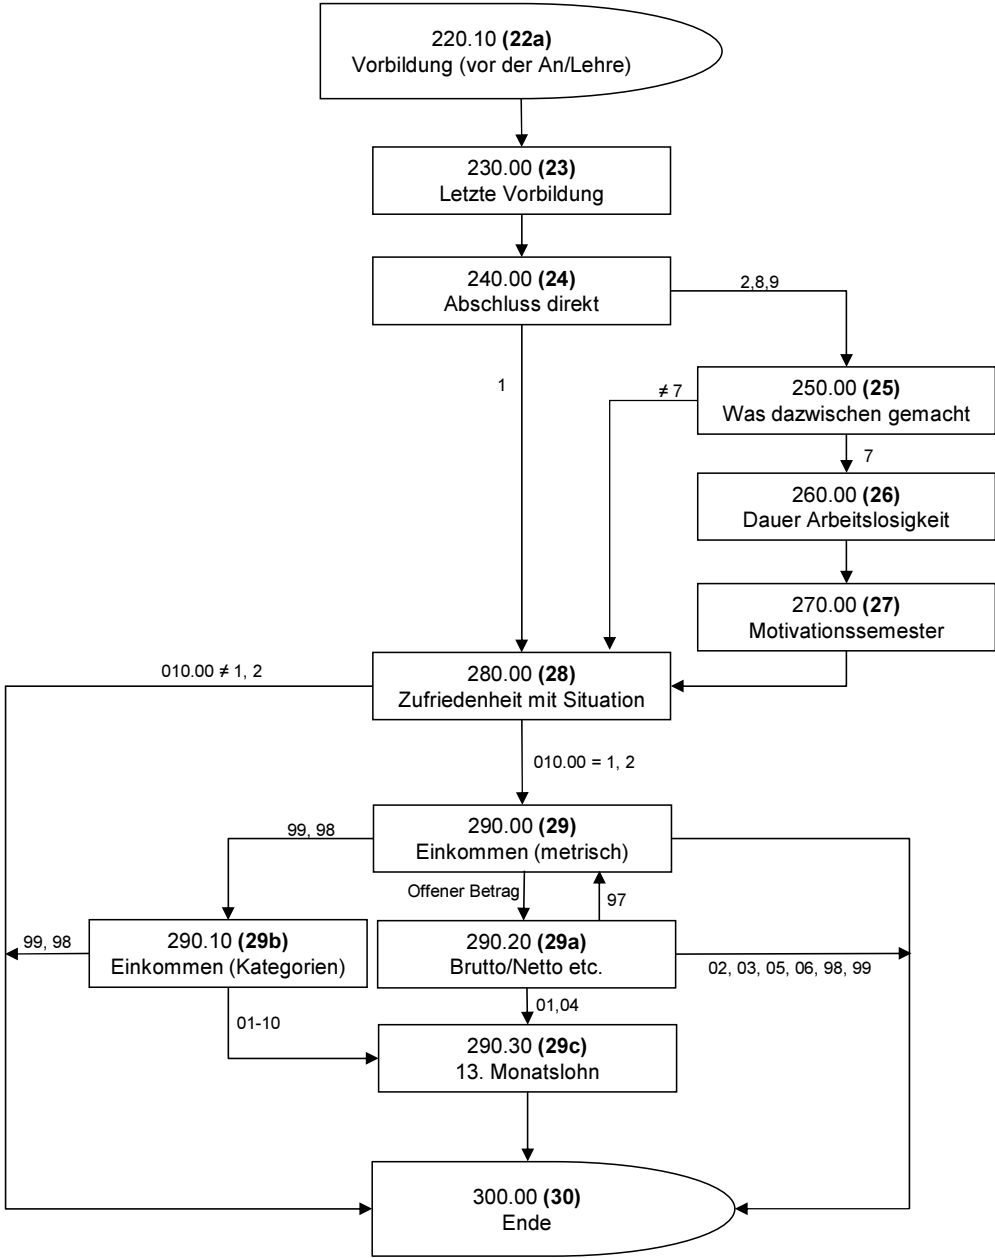 220.10 (22a)
Vorbildung (vor der An/Lehre)
230.00 (23)
Letzte Vorbildung
240.00 (24)
Abschluss direkt
2,8,9
1
≠ 7
250.00 (25)
Was dazwischen gemacht
7
260.00 (26)
Dauer Arbeitslosigkeit
270.00 (27)
Motivationssemester
010.00 ≠ 1, 2
280.00 (28)
Zufriedenheit mit Situation
010.00 = 1, 2
99, 98
290.00 (29)
Einkommen (metrisch)
Offener Betrag
97
99, 98
290.10 (29b)
Einkommen (Kategorien)
290.20 (29a)
Brutto/Netto etc.
02, 03, 05, 06, 98, 99
01-10
01,04
290.30 (29c)
13. Monatslohn
300.00 (30)
Ende